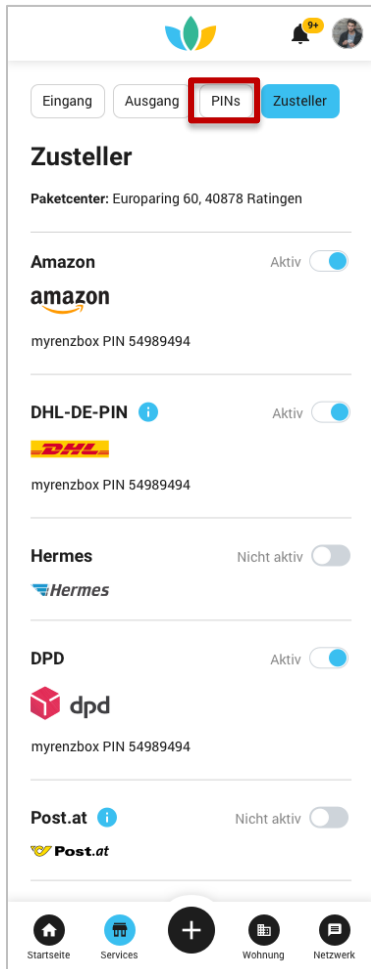 9+
Eingang Ausgang PINs Zusteller
Zusteller
Paketcenter: Europaring 60, 40878 Ratingen
Amazon Aktiv
amazon
myrenzbox PIN 54989494
DHL-DE-PIN i Aktiv
DHL
myrenzbox PIN 54989494
Hermes Nicht aktiv
Hermes
DPD Aktiv
dpd
myrenzbox PIN 54989494
Post.at i Nicht aktiv
Post.at
Startseite Services Wohnung Netzwerk